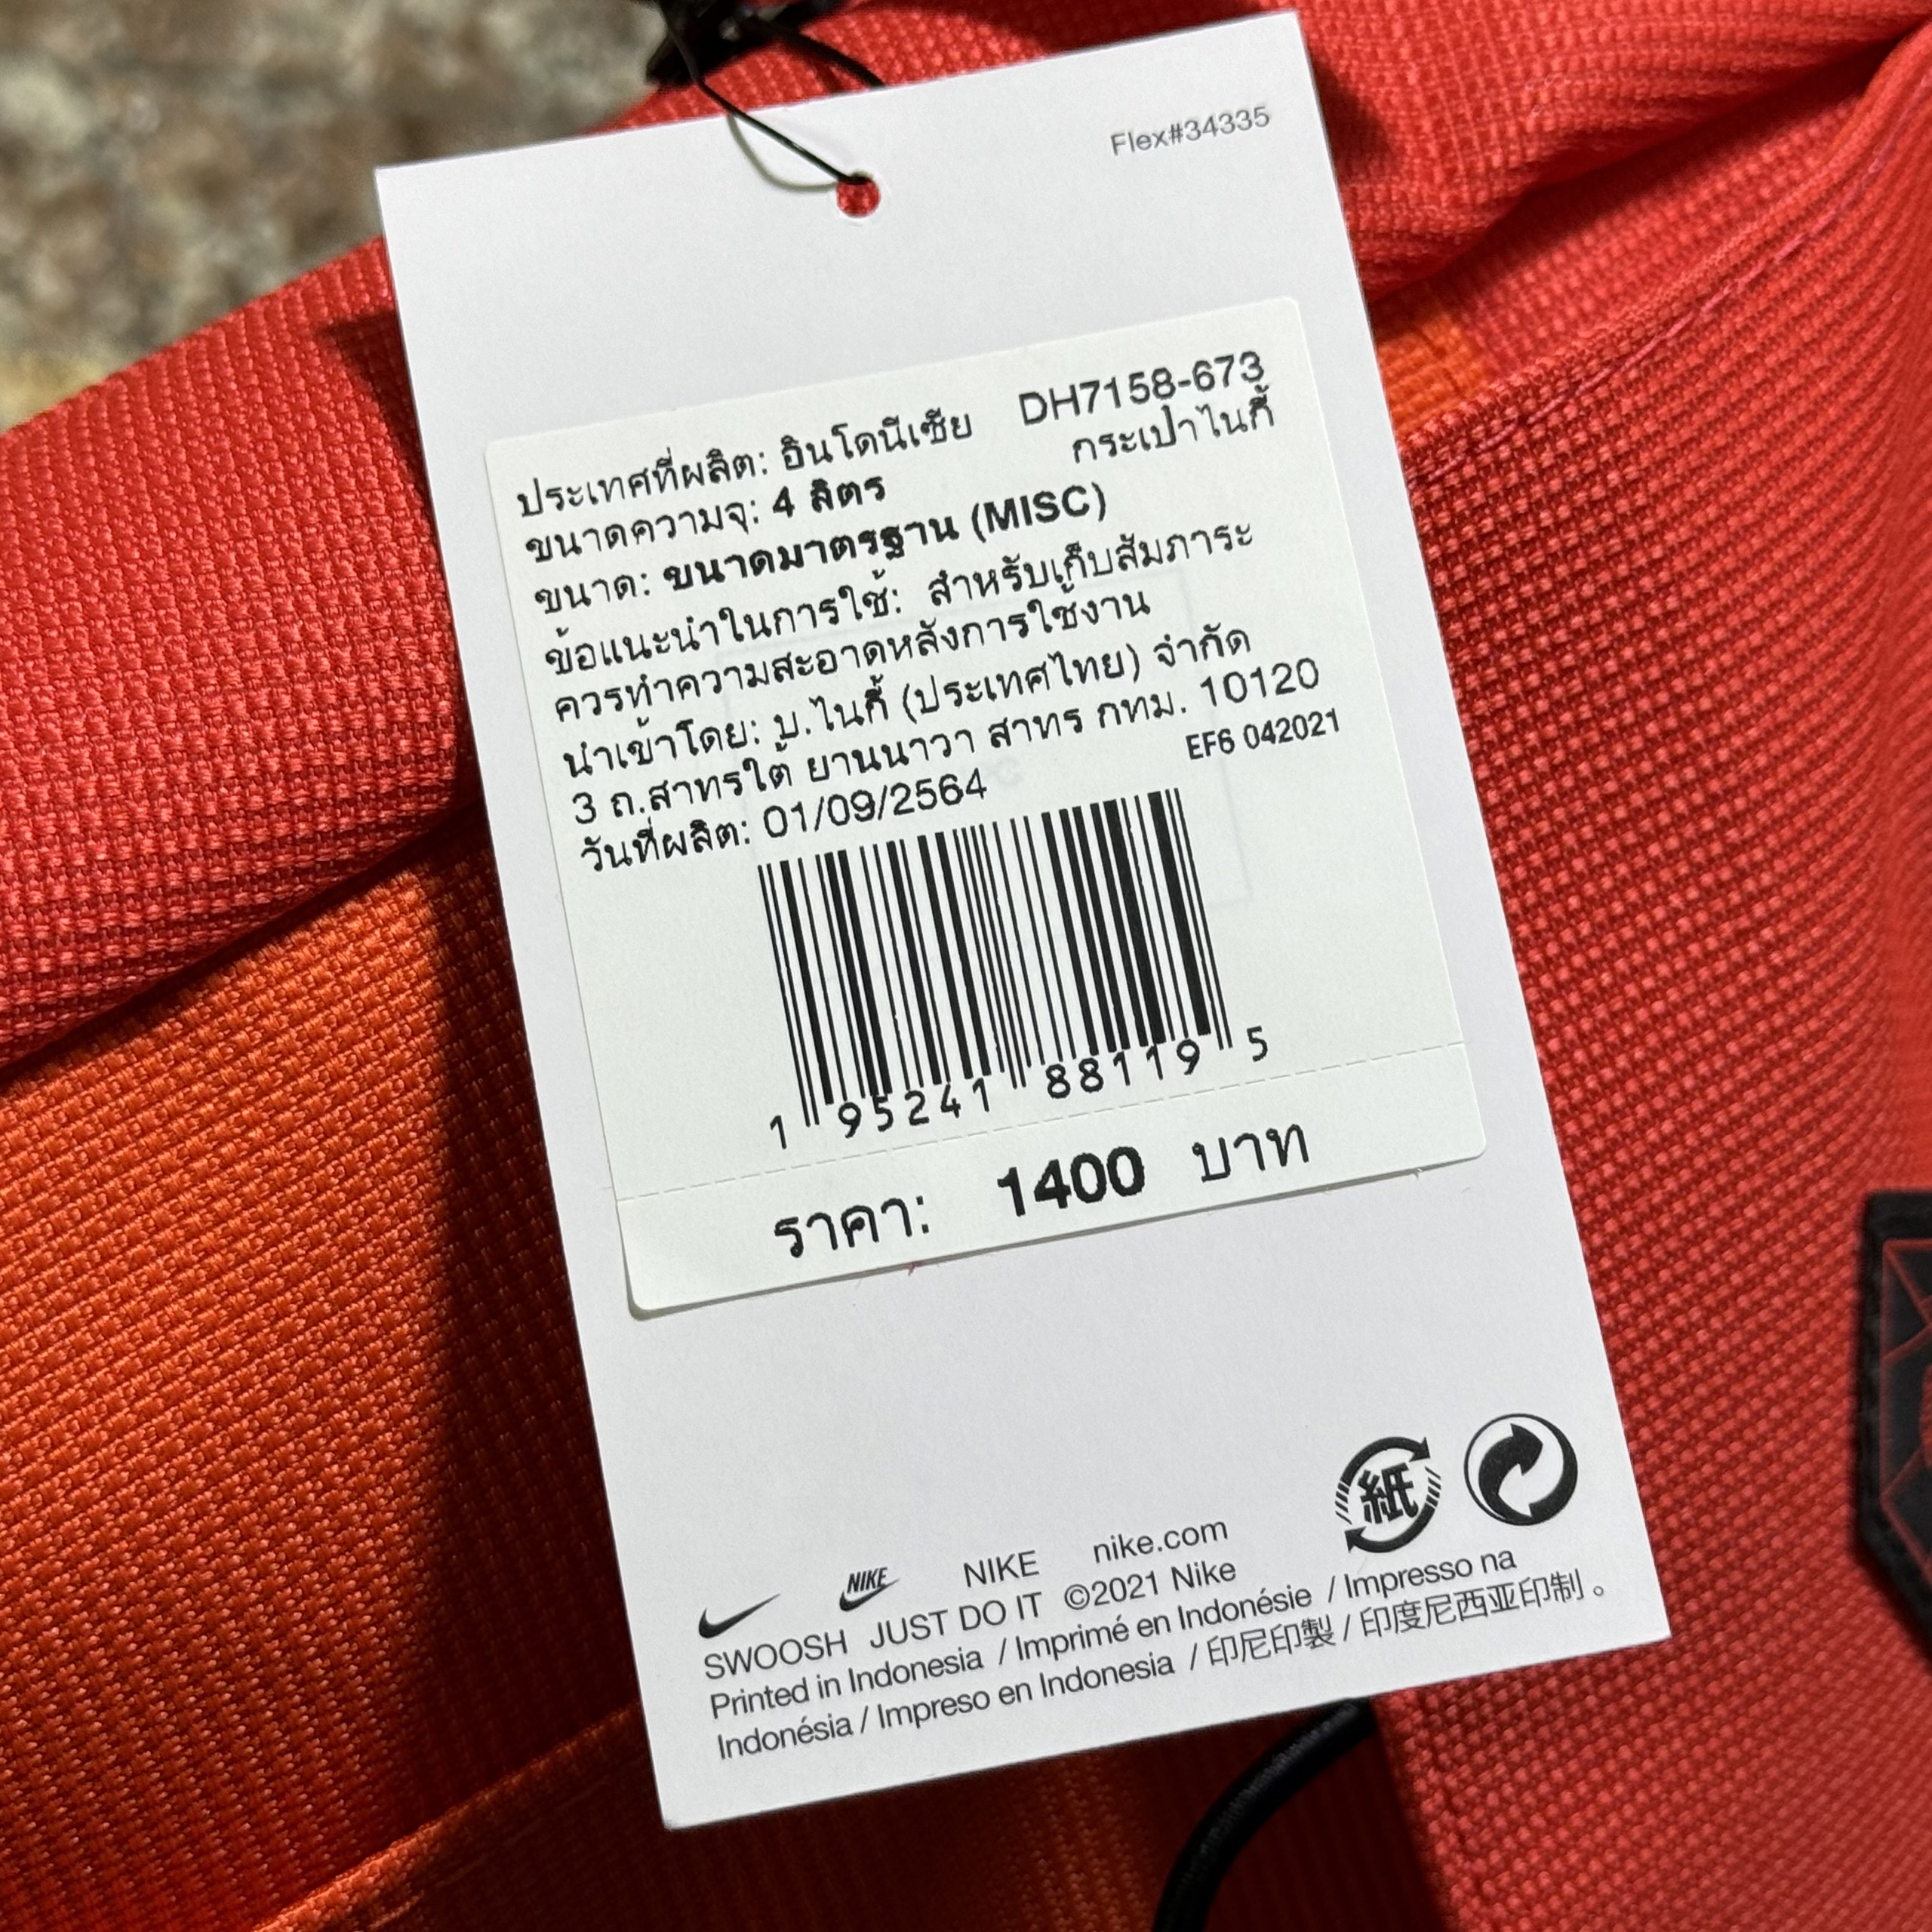 Flex#34335
ประเทศที่ผลิต: อินโดนีเซีย DH7158-673
ขนาดความจุ: 4 ลิตร กระเป๋าไนกี้
ขนาด: ขนาดมาตรฐาน (MISC)
ข้อแนะนำในการใช้: สำหรับเก็บสัมภาระ
ควรทำความสะอาดหลังการใช้งาน
นำเข้าโดย: บ.ไนกี้ (ประเทศไทย) จำกัด
3 ถ.สาทรใต้ ยานนาวา สาทร กทม. 10120
วันที่ผลิต: 01/09/2564 EF6 042021
1 95241 88119 5
ราคา: 1400 บาท
紙
NIKE NIKE nike.com
SWOOSH JUST DO IT ©2021 Nike
Printed in Indonesia / Imprimé en Indonésie / Impresso na
Indonésia / Impreso en Indonesia / 印尼印製 / 印度尼西亚印制。